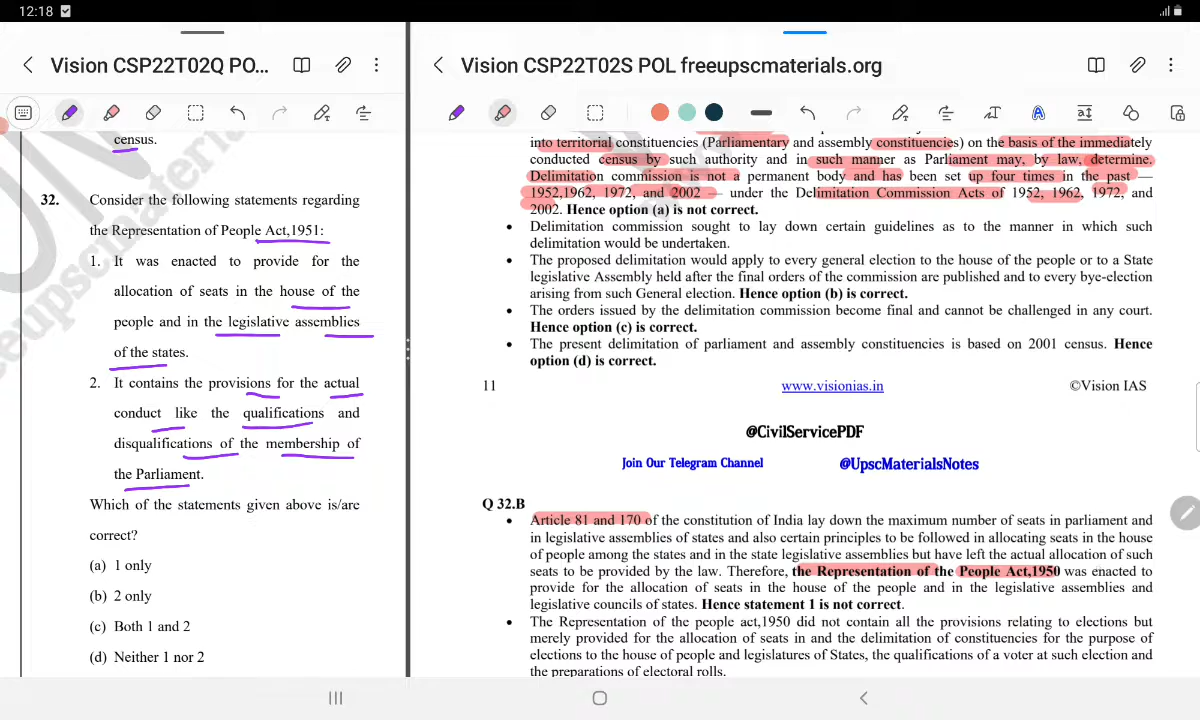 12:18
Vision CSP22T02Q PO...
Vision CSP22T02S POL freeupscmaterials.org
census.
32. Consider the following statements regarding
the Representation of People Act,1951:
1. It was enacted to provide for the
allocation of seats in the house of the
people and in the legislative assemblies
of the states.
2. It contains the provisions for the actual
conduct like the qualifications and
disqualifications of the membership of
the Parliament.
Which of the statements given above is/are
correct?
(a) 1 only
(b) 2 only
(c) Both 1 and 2
(d) Neither 1 nor 2
into territorial constituencies (Parliamentary and assembly constituencies) on the basis of the immediately
conducted census by such authority and in such manner as Parliament may, by law, determine.
Delimitation commission is not a permanent body and has been set up four times in the past —
1952,1962, 1972, and 2002 — under the Delimitation Commission Acts of 1952, 1962, 1972, and
2002. Hence option (a) is not correct.
• Delimitation commission sought to lay down certain guidelines as to the manner in which such
delimitation would be undertaken.
• The proposed delimitation would apply to every general election to the house of the people or to a State
legislative Assembly held after the final orders of the commission are published and to every bye-election
arising from such General election. Hence option (b) is correct.
• The orders issued by the delimitation commission become final and cannot be challenged in any court.
Hence option (c) is correct.
• The present delimitation of parliament and assembly constituencies is based on 2001 census. Hence
option (d) is correct.
11 www.visionias.in ©Vision IAS
@CivilServicePDF
Join Our Telegram Channel @UpscMaterialsNotes
Q 32.B
• Article 81 and 170 of the constitution of India lay down the maximum number of seats in parliament and
in legislative assemblies of states and also certain principles to be followed in allocating seats in the house
of people among the states and in the state legislative assemblies but have left the actual allocation of such
seats to be provided by the law. Therefore, the Representation of the People Act,1950 was enacted to
provide for the allocation of seats in the house of the people and in the legislative assemblies and
legislative councils of states. Hence statement 1 is not correct.
• The Representation of the people act,1950 did not contain all the provisions relating to elections but
merely provided for the allocation of seats in and the delimitation of constituencies for the purpose of
elections to the house of people and legislatures of States, the qualifications of a voter at such election and
the preparations of electoral rolls.